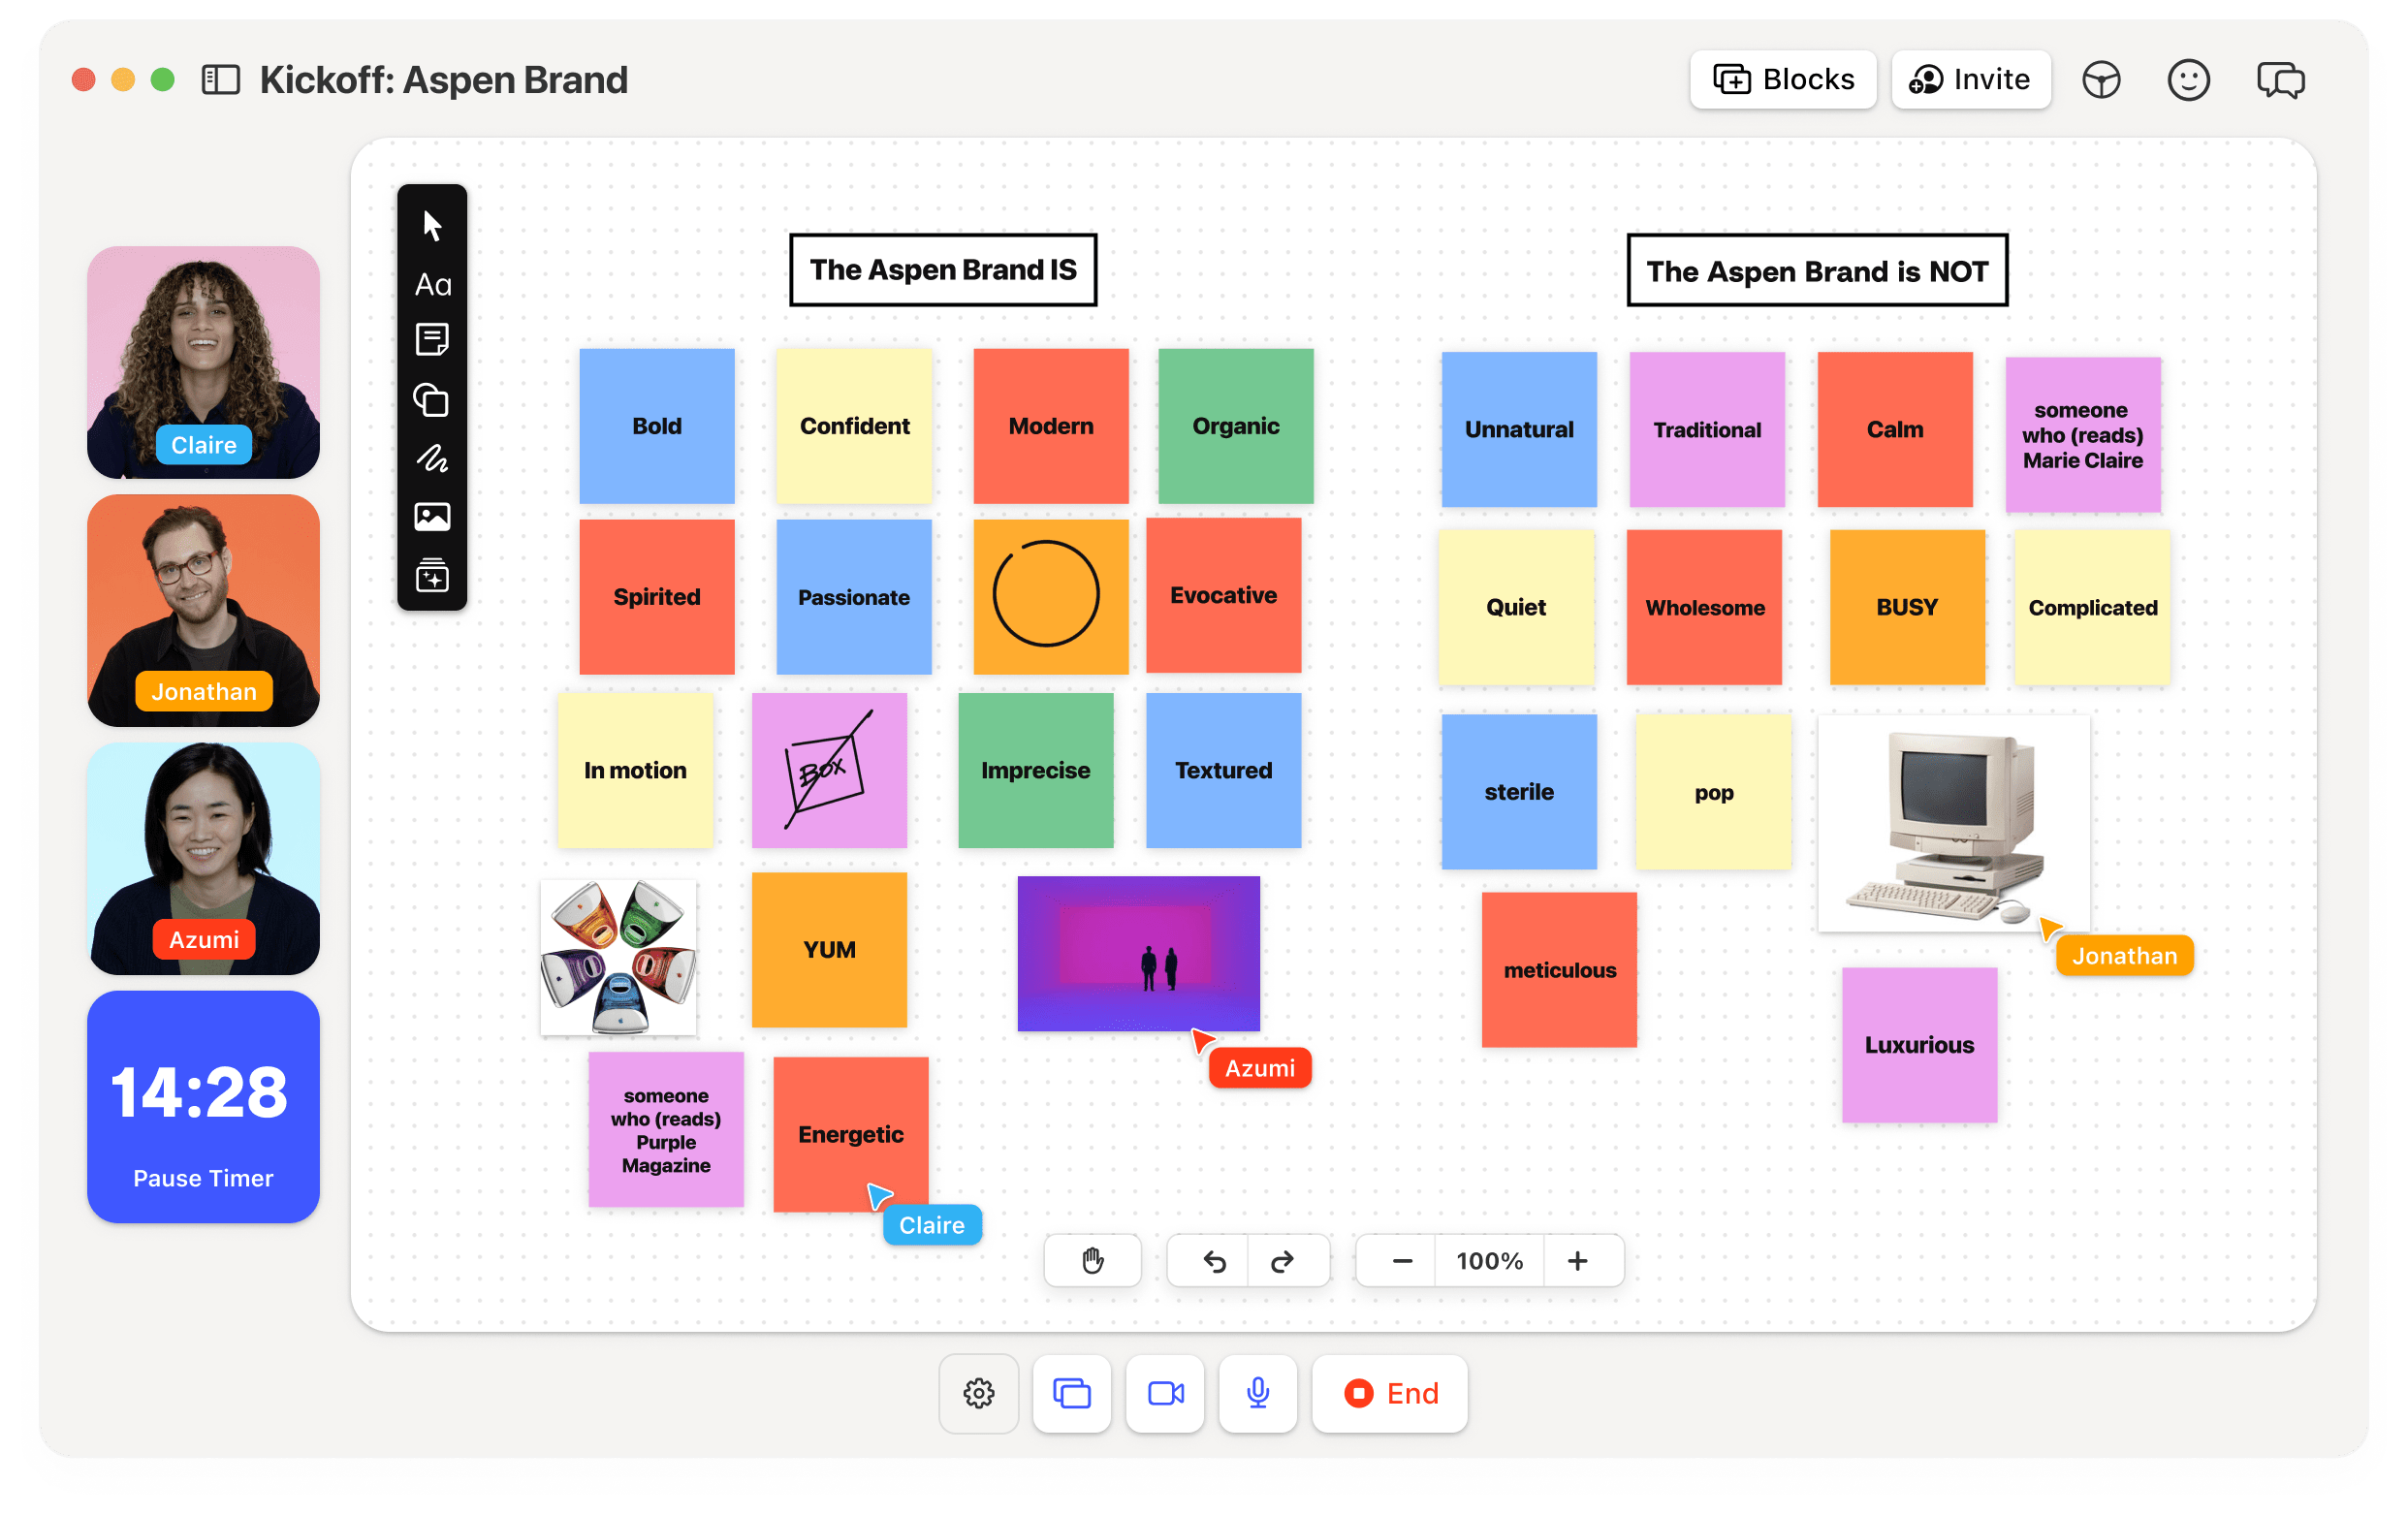 Kickoff: Aspen Brand
Blocks
Invite
Claire
Jonathan
Azumi
14:28
Pause Timer
Aa
The Aspen Brand IS
Bold
Confident
Modern
Organic
Spirited
Passionate
Evocative
In motion
BOX
Imprecise
Textured
YUM
Azumi
someone
who (reads)
Purple
Magazine
Energetic
Claire
The Aspen Brand is NOT
Unnatural
Traditional
Calm
someone
who (reads)
Marie Claire
Quiet
Wholesome
BUSY
Complicated
sterile
pop
Jonathan
meticulous
Luxurious
100%
End